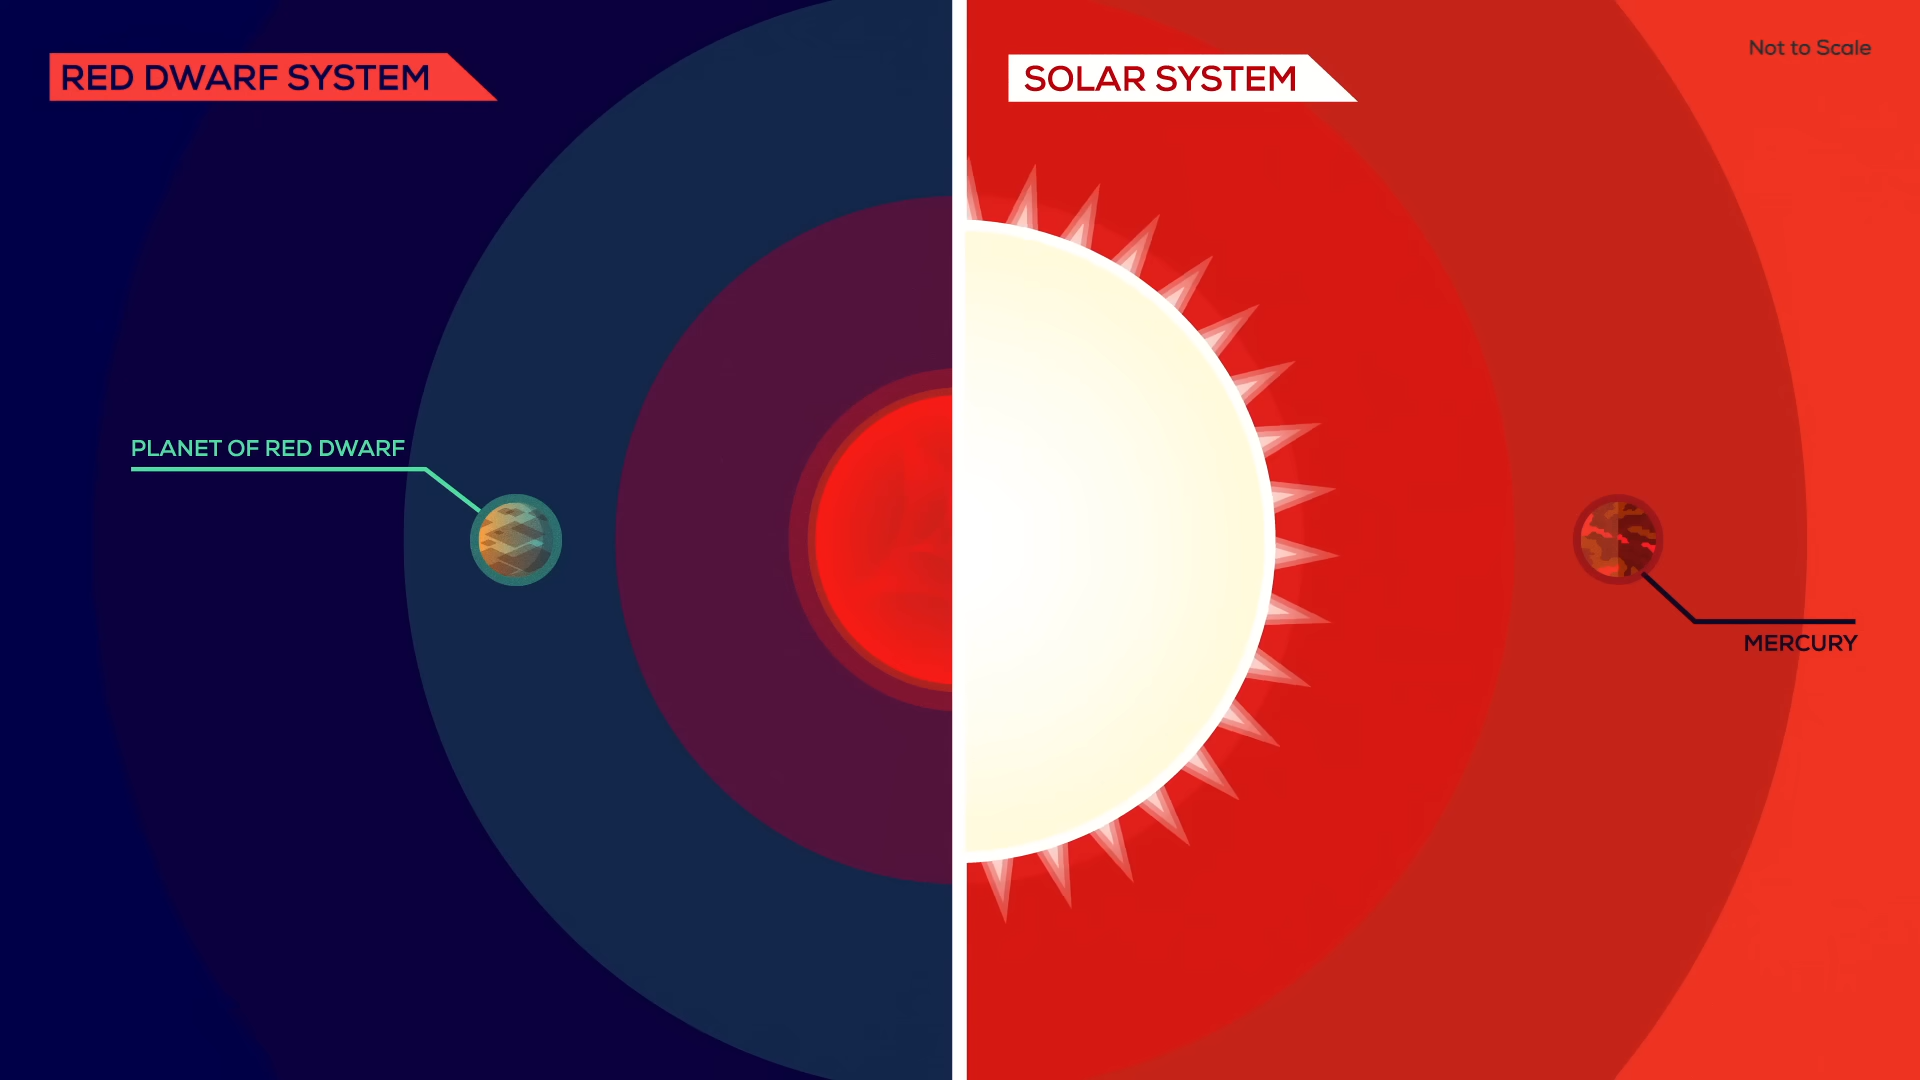 RED DWARF SYSTEM
SOLAR SYSTEM
Not to Scale
PLANET OF RED DWARF
MERCURY